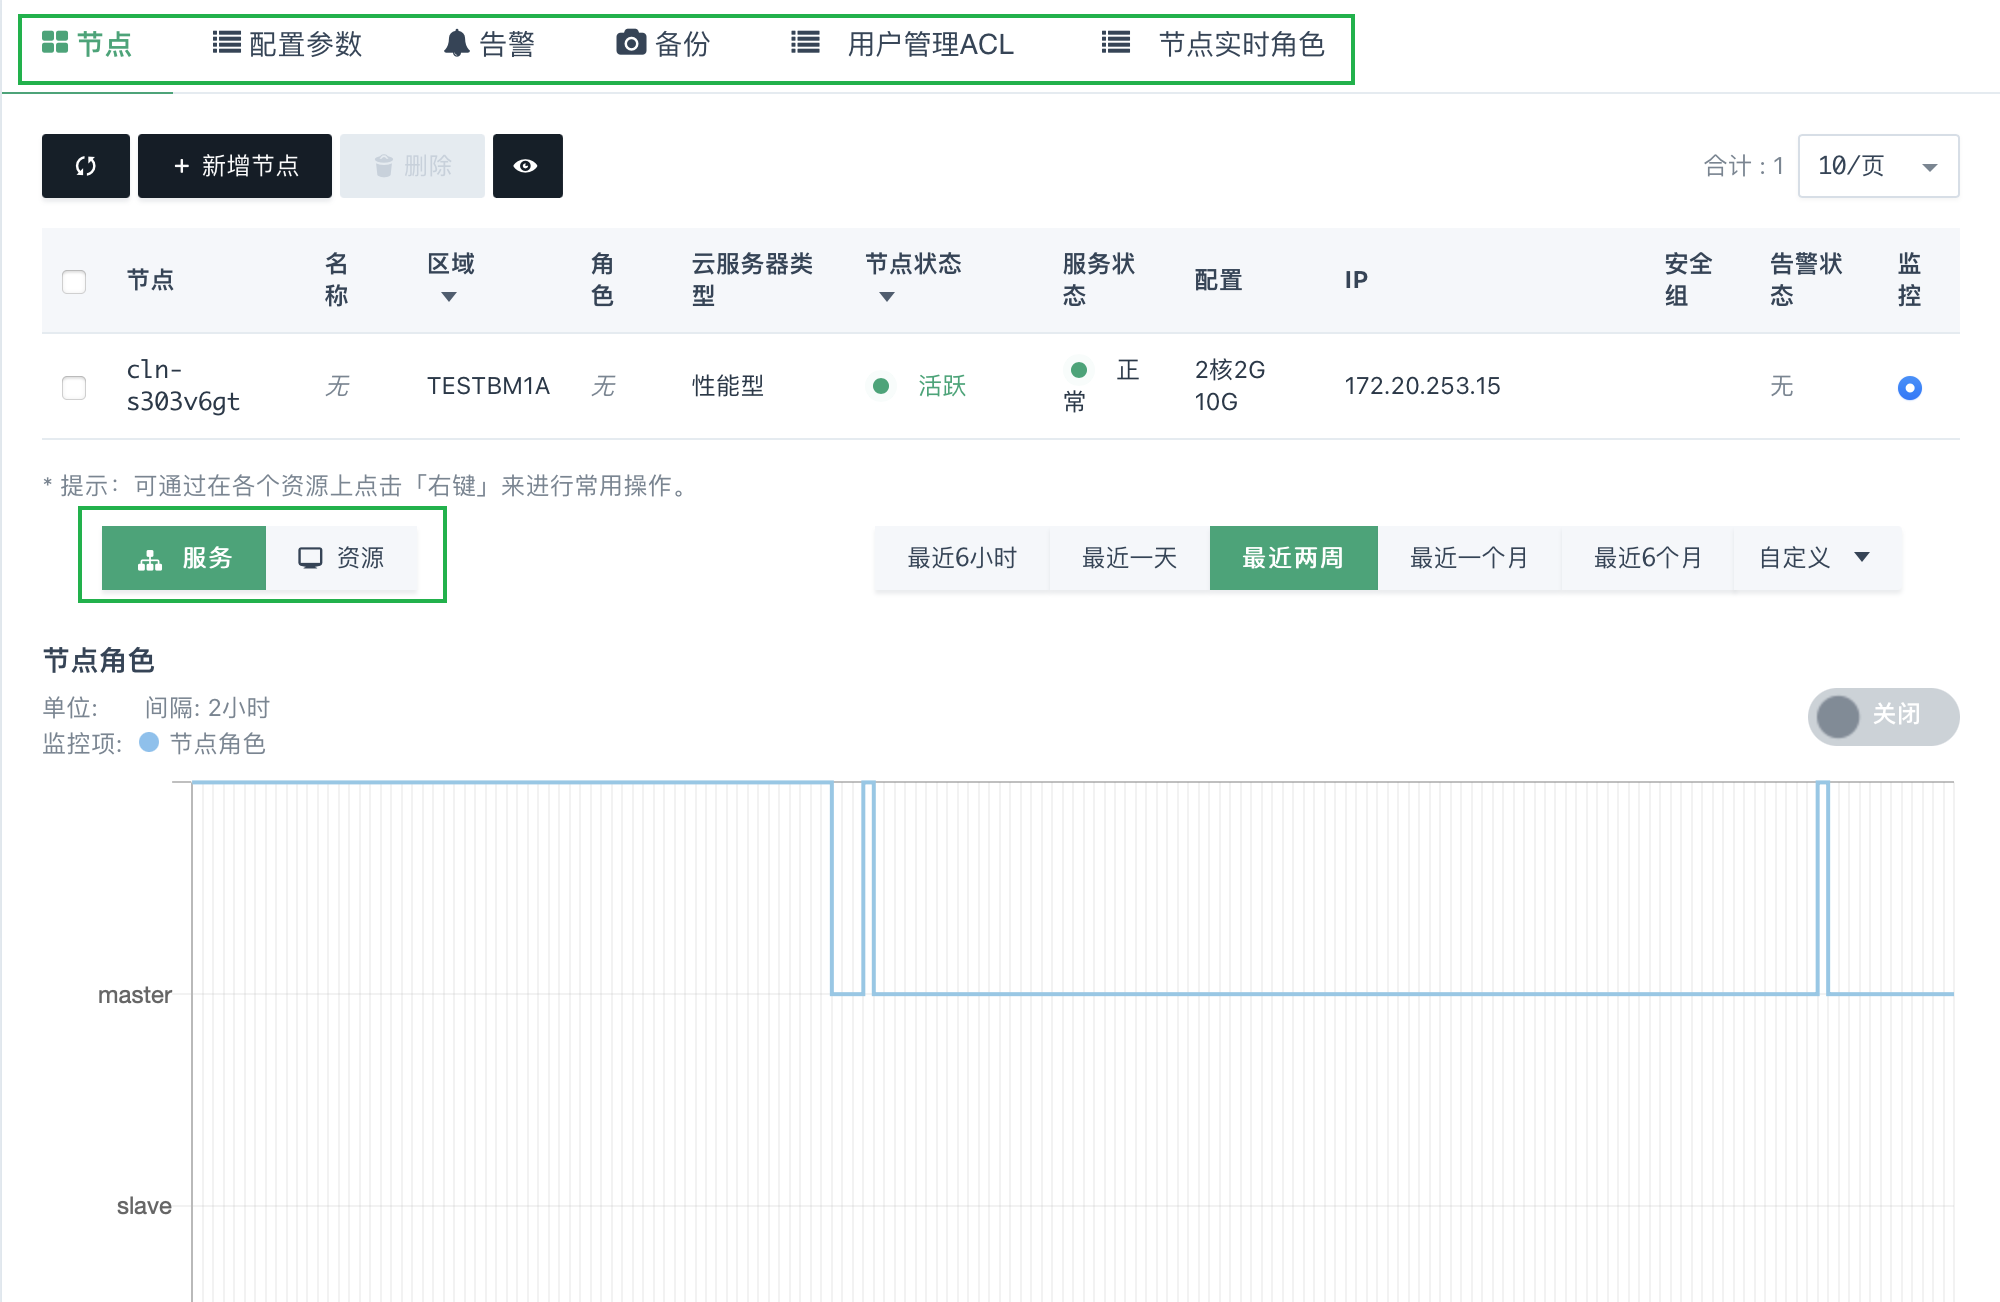 节点 配置参数 告警 备份 用户管理ACL 节点实时角色
+ 新增节点 删除 合计 : 1 10/页
节点 名称 区域 角色 云服务器类型 节点状态 服务状态 配置 IP 安全组 告警状态 监控
cln-s303v6gt 无 TESTBM1A 无 性能型 活跃 正常 2核2G 10G 172.20.253.15 无
* 提示：可通过在各个资源上点击「右键」来进行常用操作。
服务 资源 最近6小时 最近一天 最近两周 最近一个月 最近6个月 自定义
节点角色
单位: 间隔: 2小时
关闭
监控项: 节点角色
master
slave